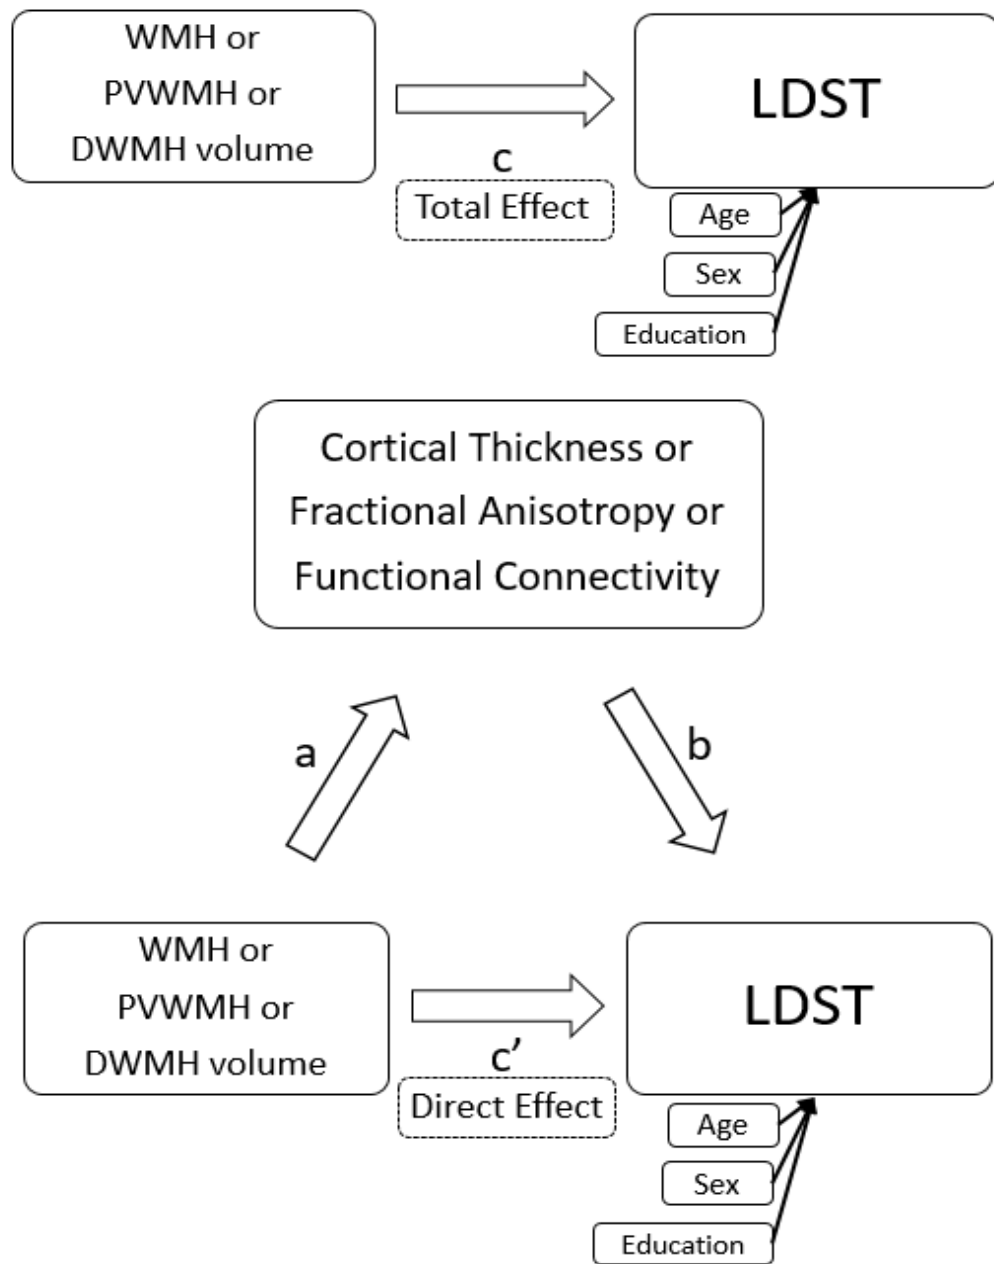 WMH or
PVWMH or
DWMH volume
c
Total Effect
LDST
Age
Sex
Education
Cortical Thickness or
Fractional Anisotropy or
Functional Connectivity
a
b
WMH or
PVWMH or
DWMH volume
c’
Direct Effect
LDST
Age
Sex
Education